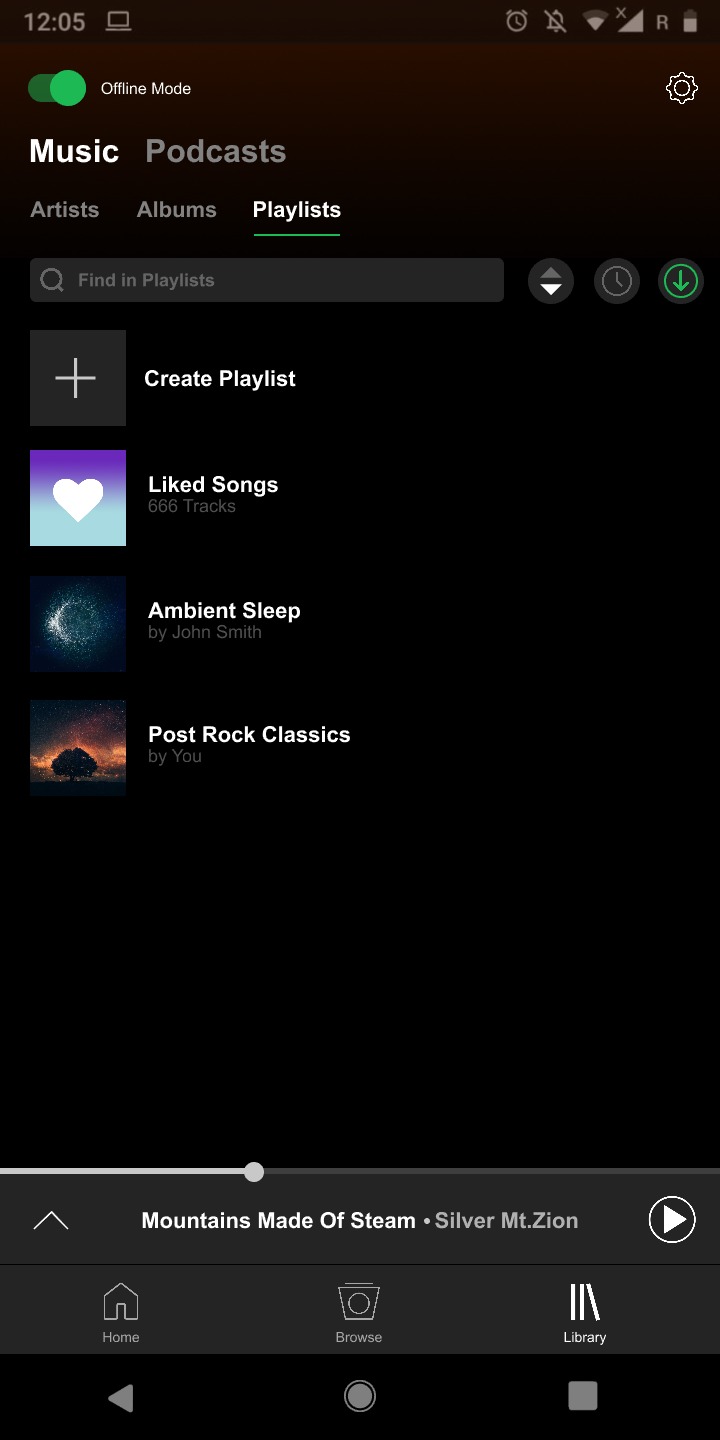 12:05
R
Offline Mode
Music Podcasts
Artists Albums Playlists
Find in Playlists
Create Playlist
Liked Songs
666 Tracks
Ambient Sleep
by John Smith
Post Rock Classics
by You
Mountains Made Of Steam • Silver Mt.Zion
Home Browse Library